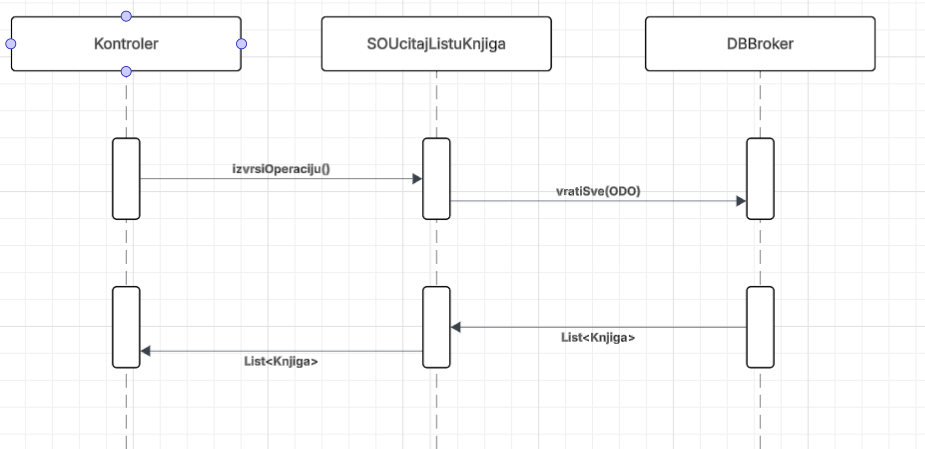 Kontroler
SOUcitajListuKnjiga
DBBroker
izvrsiOperaciju()
vratiSve(ODO)
List<Knjiga>
List<Knjiga>